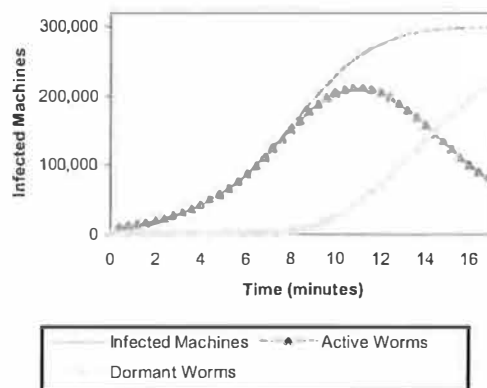 Infected Machines
300,000
200,000
100,000
0
0 2 4 6 8 10 12 14 16
Time (minutes)
Infected Machines Active Worms
Dormant Worms